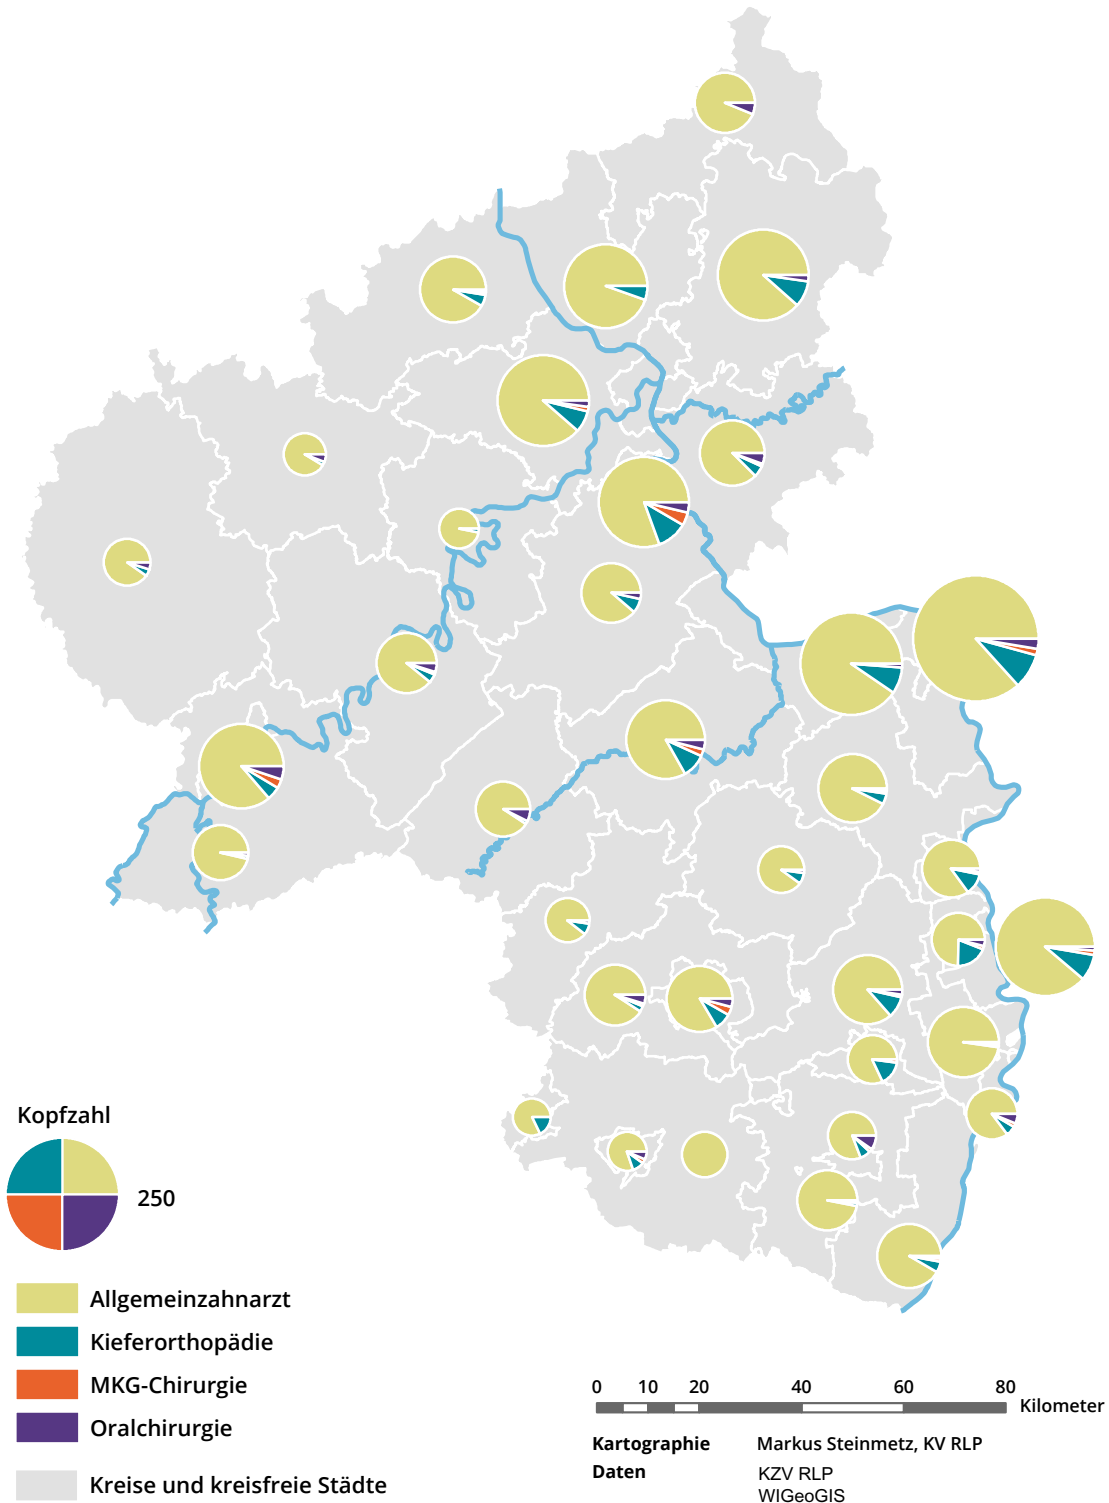 Kopfzahl
250
Allgemeinzahnarzt
Kieferorthopädie
MKG-Chirurgie
Oralchirurgie
Kreise und kreisfreie Städte
0 10 20 40 60 80
Kilometer
Kartographie Markus Steinmetz, KV RLP
Daten KZV RLP
WIGeoGIS